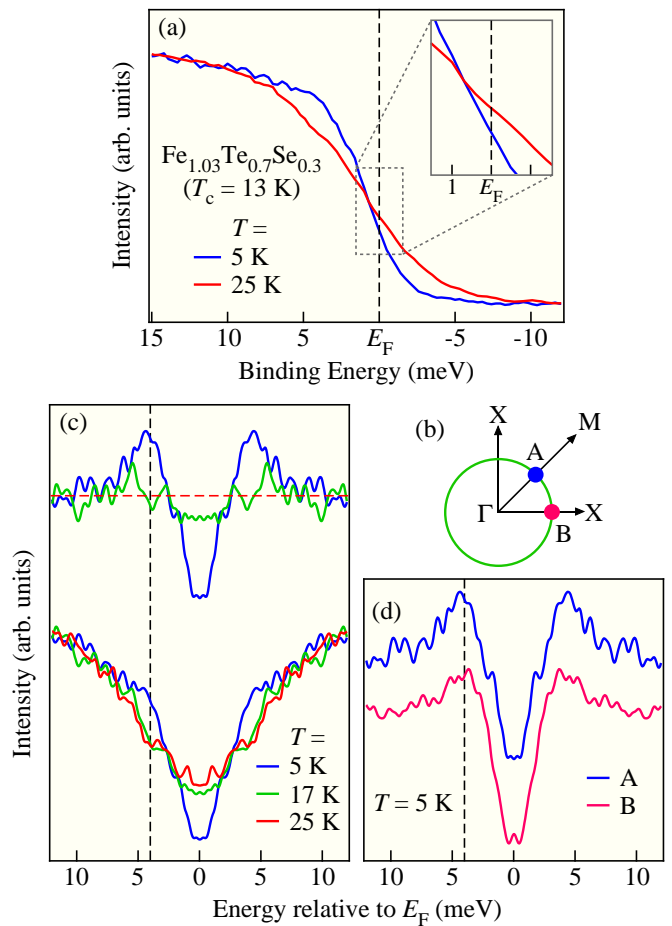 (a)
Intensity (arb. units)
Fe1.03Te0.7Se0.3
(Tc = 13 K)
T =
5 K
25 K
1
EF
15
10
5
EF
-5
-10
Binding Energy (meV)
(c)
Intensity (arb. units)
T =
5 K
17 K
25 K
10
5
0
5
10
(b)
X
M
A
Γ
X
B
(d)
A
B
T = 5 K
10
5
0
5
10
Energy relative to EF (meV)